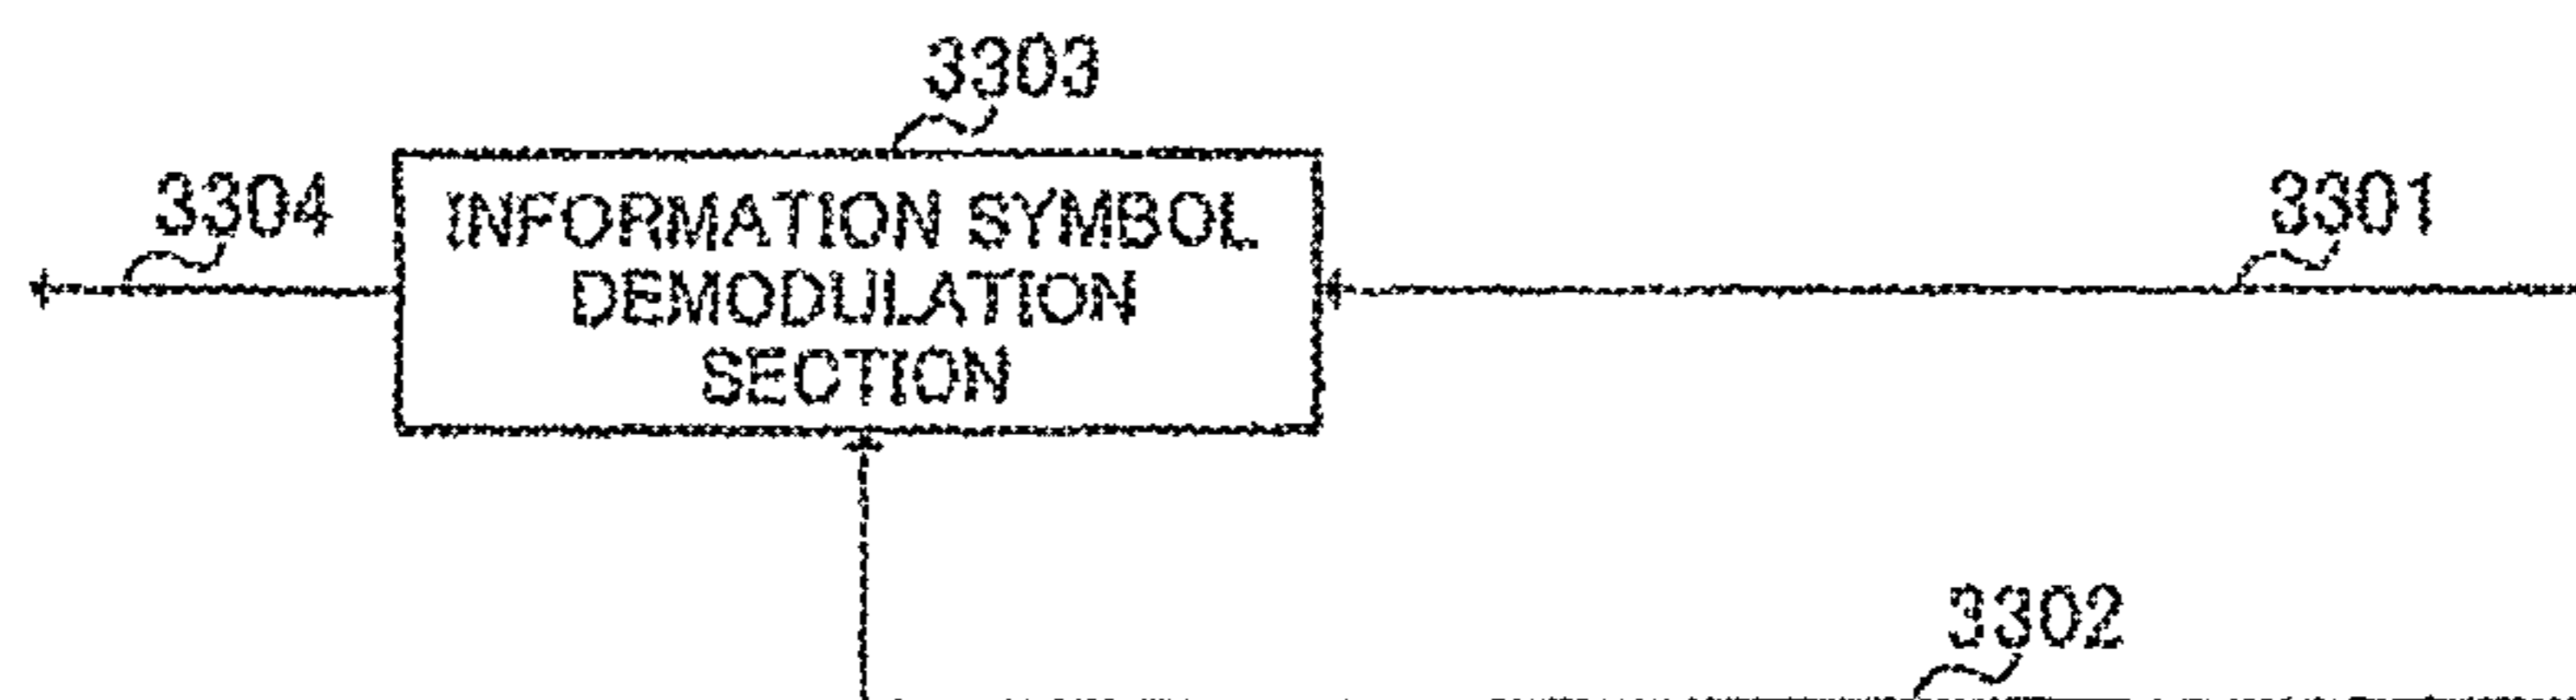 3303
3304
INFORMATION SYMBOL
DEMODULATION
SECTION
3301
3302